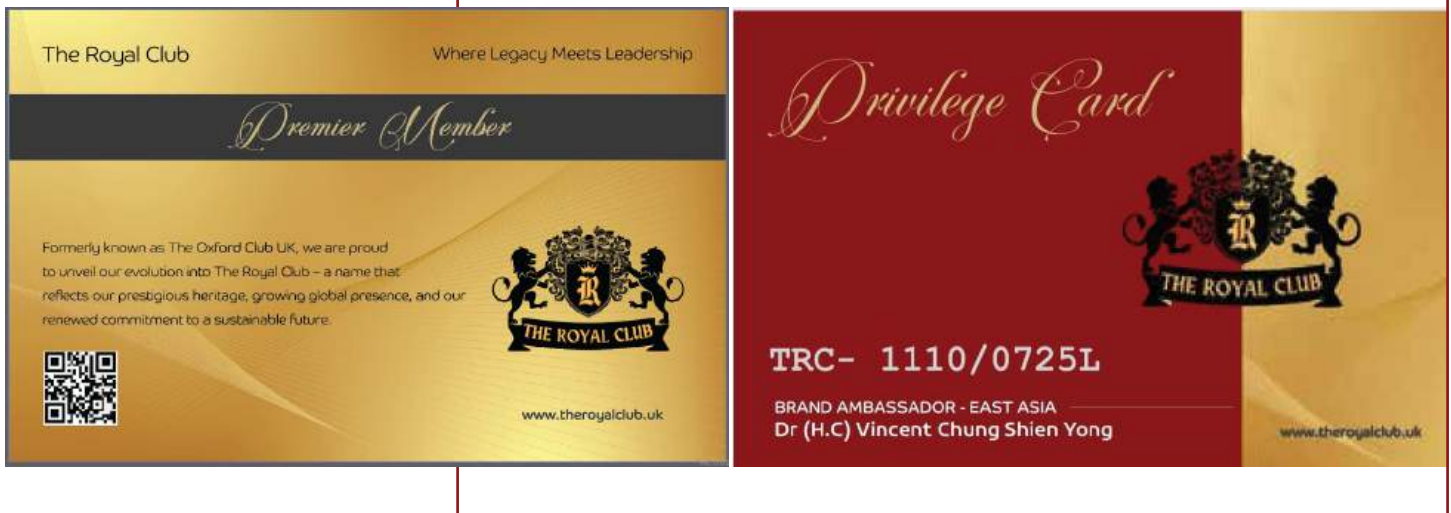 The Royal Club
Where Legacy Meets Leadership
Premier Member
Formerly known as The Oxford Club UK, we are proud
to unveil our evolution into The Royal Club – a name that
reflects our prestigious heritage, growing global presence, and our
renewed commitment to a sustainable future.
R
THE ROYAL CLUB
www.theroyalclub.uk
Privilege Card
R
THE ROYAL CLUB
TRC- 1110/0725L
BRAND AMBASSADOR - EAST ASIA
Dr (H.C) Vincent Chung Shien Yong
www.theroyalclub.uk